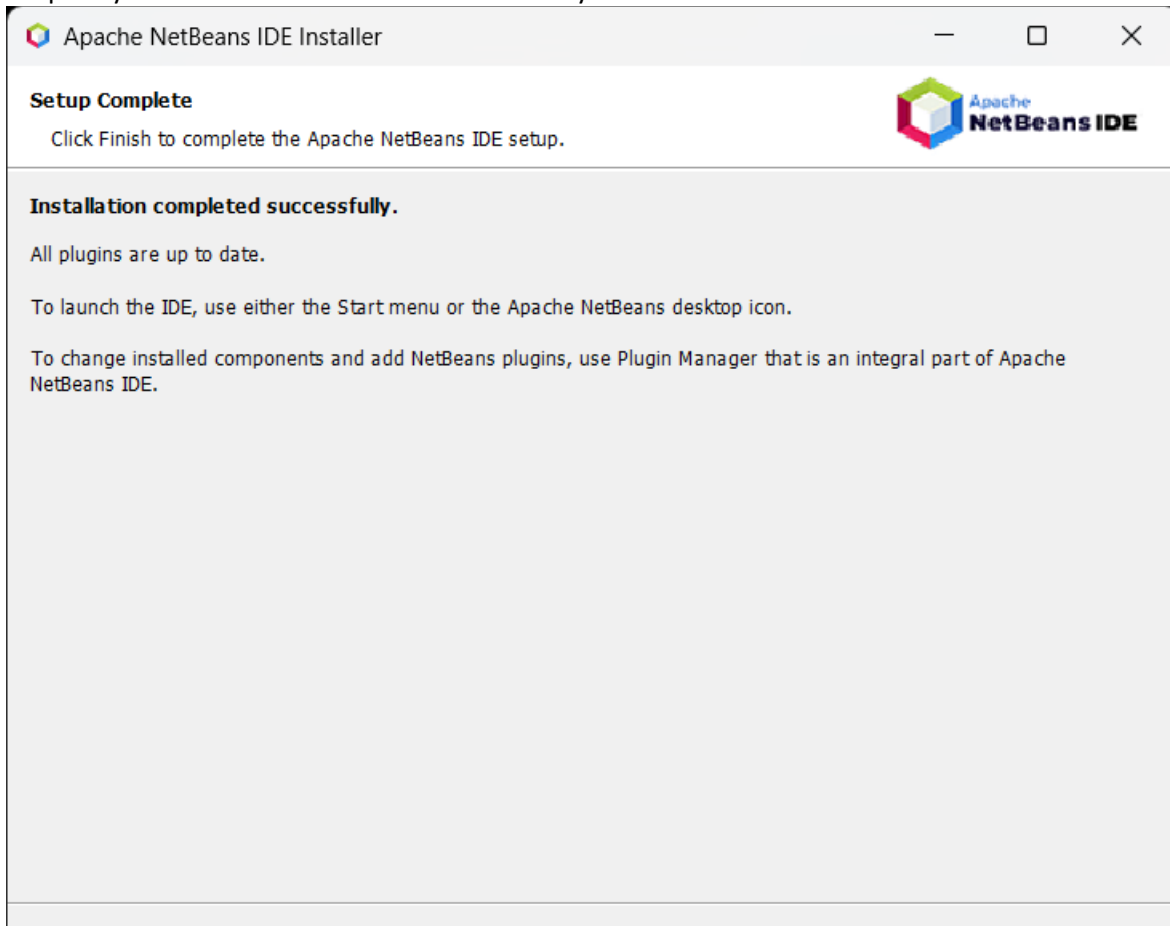 Apache NetBeans IDE Installer
Setup Complete
Click Finish to complete the Apache NetBeans IDE setup.
Apache
NetBeans IDE
Installation completed successfully.
All plugins are up to date.
To launch the IDE, use either the Start menu or the Apache NetBeans desktop icon.
To change installed components and add NetBeans plugins, use Plugin Manager that is an integral part of Apache
NetBeans IDE.